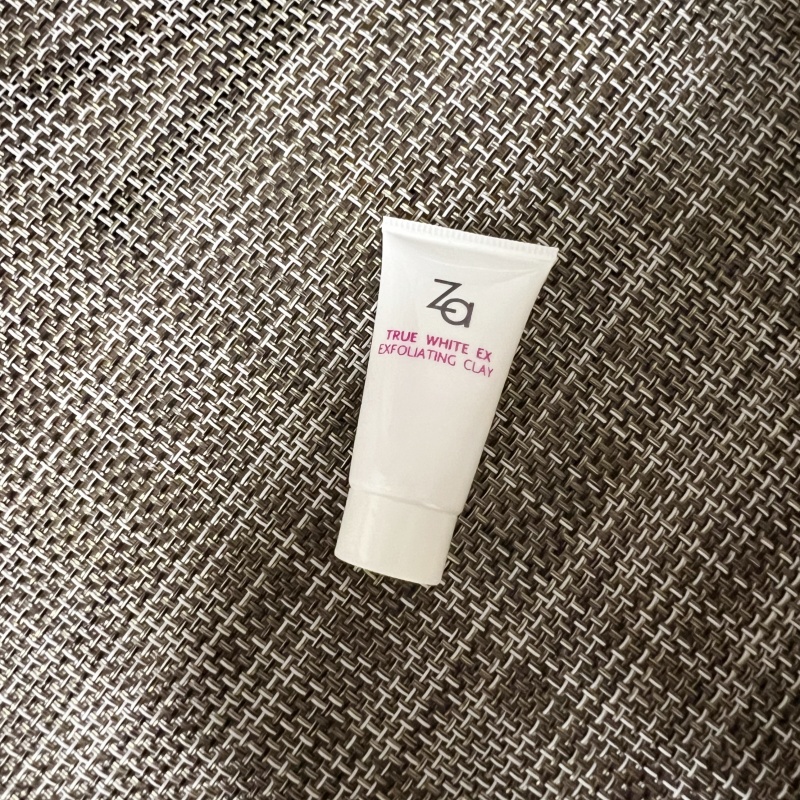 Za
TRUE WHITE EX
EXFOLIATING CLAY